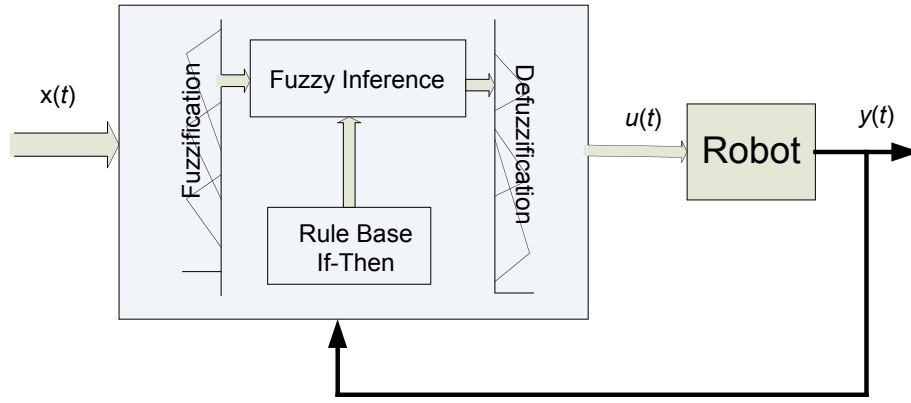 x(t)
Fuzzification
Fuzzy Inference
Rule Base
If-Then
Defuzzification
u(t)
Robot
y(t)